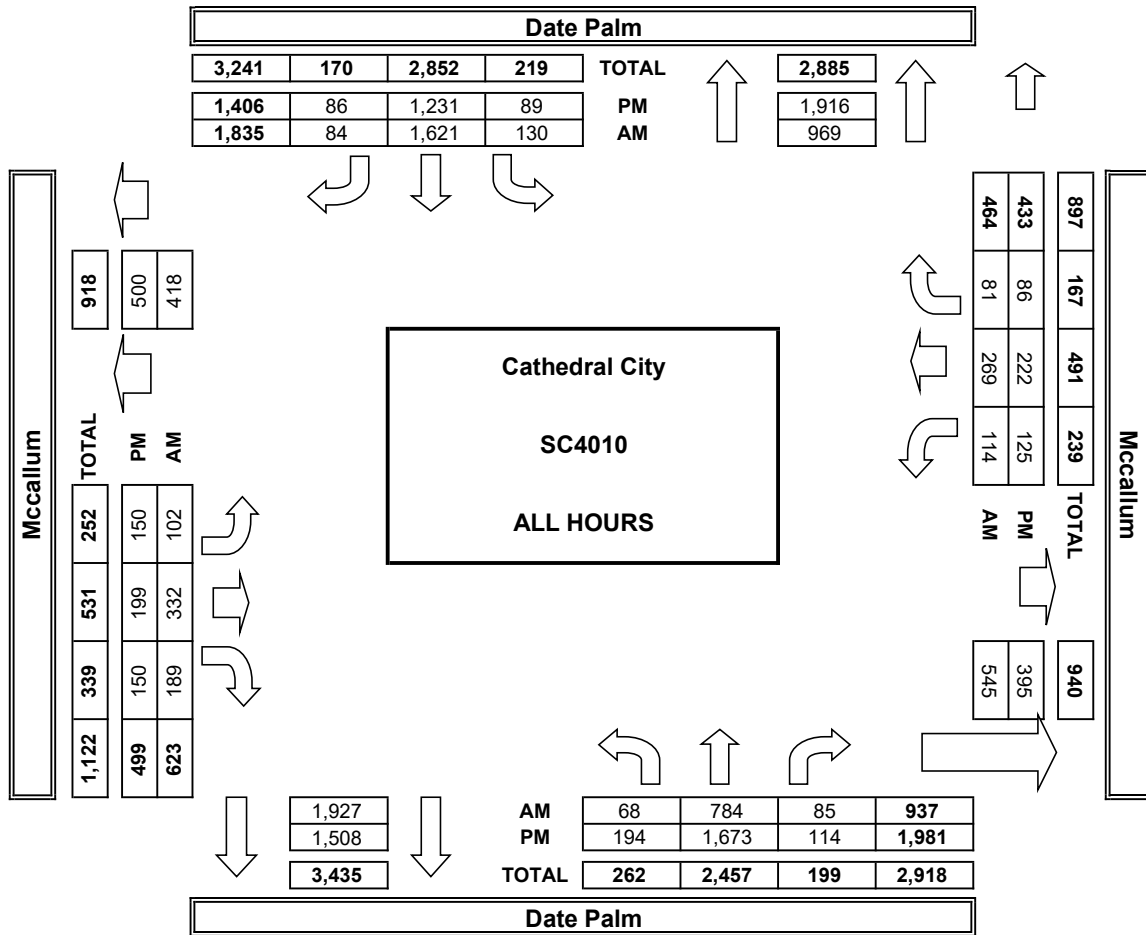 Date Palm
3,241 170 2,852 219 TOTAL 2,885
1,406 86 1,231 89 PM 1,916
1,835 84 1,621 130 AM 969
Mccallum
918 500 418
TOTAL PM AM
252 150 102
531 199 332
339 150 189
1,122 499 623
Cathedral City
SC4010
ALL HOURS
464 433 897
81 86 167
269 222 491
114 125 239
AM PM TOTAL
545 395 940
Mccallum
1,927 AM 68 784 85 937
1,508 PM 194 1,673 114 1,981
3,435 TOTAL 262 2,457 199 2,918
Date Palm